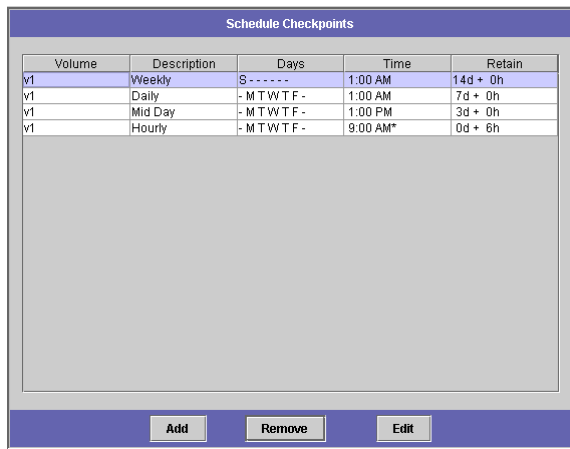 Schedule Checkpoints
Volume Description Days Time Retain
v1 Weekly S - - - - - - 1:00 AM 14d + 0h
v1 Daily - M T W T F - 1:00 AM 7d + 0h
v1 Mid Day - M T W T F - 1:00 PM 3d + 0h
v1 Hourly - M T W T F - 9:00 AM* 0d + 6h
Add Remove Edit